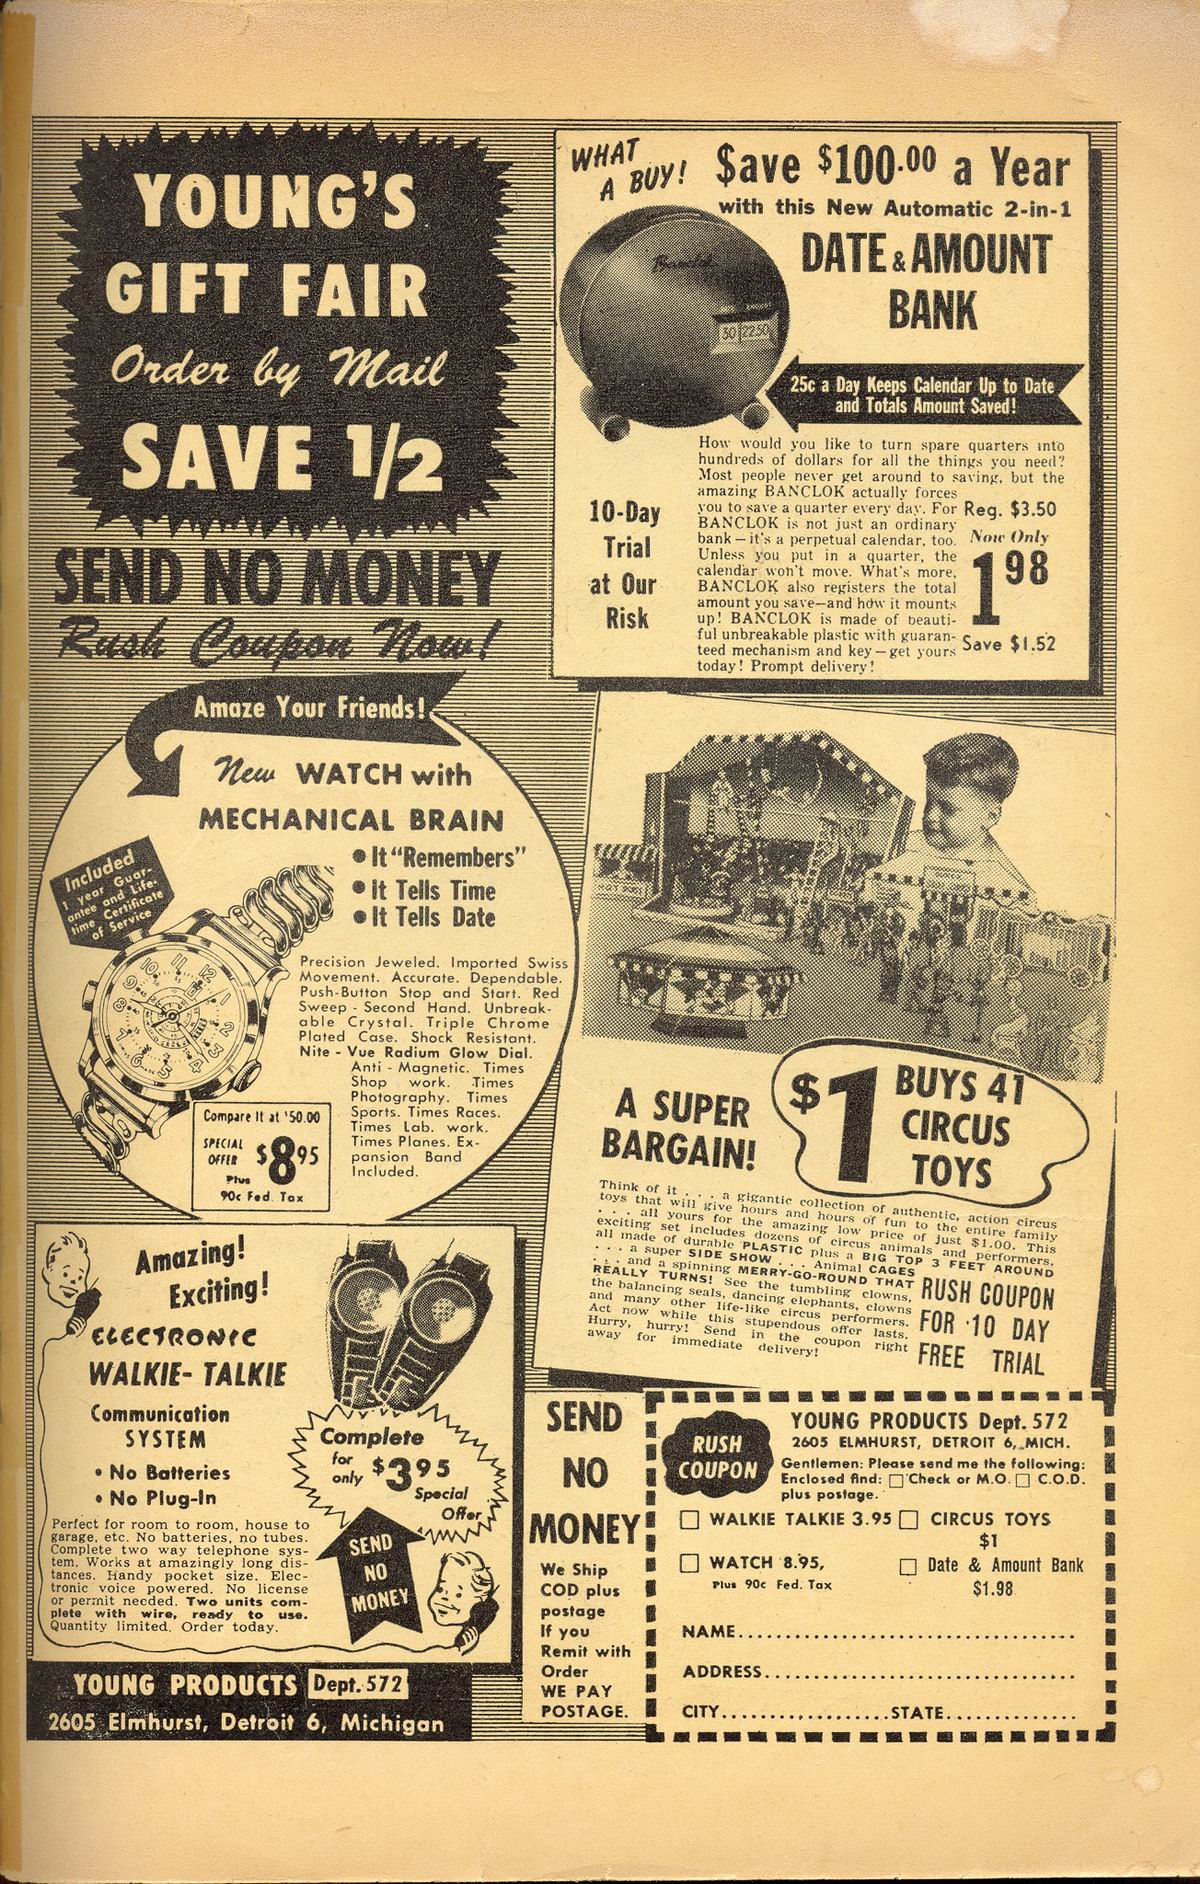 YOUNG'S
GIFT FAIR
Order by Mail
SAVE 1/2
SEND NO MONEY
Rush Coupon Now!
WHAT
A BUY!
$ave $100.00 a Year
with this New Automatic 2-in-1
DATE & AMOUNT
BANK
Banclok
AMOUNT
50 22.50
25c a Day Keeps Calendar Up to Date
and Totals Amount Saved!
10-Day
Trial
at Our
Risk
How would you like to turn spare quarters into
hundreds of dollars for all the things you need?
Most people never get around to saving, but the
amazing BANCLOK actually forces
you to save a quarter every day. For
BANCLOK is not just an ordinary
bank—it's a perpetual calendar, too.
Unless you put in a quarter, the
calendar won't move. What's more,
BANCLOK also registers the total
amount you save—and how it mounts
up! BANCLOK is made of beauti-
ful unbreakable plastic with guaran-
teed mechanism and key—get yours
today! Prompt delivery!
Reg. $3.50
Now Only
1 98
Save $1.52
Amaze Your Friends!
New WATCH with
MECHANICAL BRAIN
• It "Remembers"
• It Tells Time
• It Tells Date
Included
1 year Guar-
antee and Life-
time Certificate
of Service
Precision Jeweled. Imported Swiss
Movement. Accurate. Dependable.
Push-Button Stop and Start. Red
Sweep - Second Hand. Unbreak-
able Crystal. Triple Chrome
Plated Case. Shock Resistant.
Nite - Vue Radium Glow Dial.
Anti - Magnetic. Times
Shop work. Times
Photography. Times
Sports. Times Races.
Times Lab. work.
Times Planes. Ex-
pansion Band
Included.
Compare It at $50.00
SPECIAL
OFFER
$8 95
Plus
90c Fed. Tax
HOT DOGS
A SUPER
BARGAIN!
$1 BUYS 41
CIRCUS
TOYS
Think of it . . . a gigantic collection of authentic, action circus
toys that will give hours and hours of fun to the entire family
. . . all yours for the amazing low price of just $1.00. This
exciting set includes dozens of circus animals and performers,
all made of durable PLASTIC plus a BIG TOP 3 FEET AROUND
. . . a super SIDE SHOW . . . Animal CAGES
. . . and a spinning MERRY-GO-ROUND THAT
REALLY TURNS! See the tumbling clowns,
the balancing seals, dancing elephants, clowns
and many other life-like circus performers.
Act now while this stupendous offer lasts.
Hurry, hurry! Send in the coupon right
away for immediate delivery!
RUSH COUPON
FOR 10 DAY
FREE TRIAL
Amazing!
Exciting!
ELECTRONIC
WALKIE- TALKIE
Communication
SYSTEM
• No Batteries
• No Plug-In
Complete
for
only $3 95
Special
Offer
SEND
NO
MONEY
Perfect for room to room, house to
garage, etc. No batteries, no tubes.
Complete two way telephone sys-
tem. Works at amazingly long dis-
tances. Handy pocket size. Elec-
tronic voice powered. No license
or permit needed. Two units com-
plete with wire, ready to use.
Quantity limited. Order today.
YOUNG PRODUCTS Dept. 572
2605 Elmhurst, Detroit 6, Michigan
SEND
NO
MONEY
We Ship
COD plus
postage
If you
Remit with
Order
WE PAY
POSTAGE.
RUSH
COUPON
YOUNG PRODUCTS Dept. 572
2605 ELMHURST, DETROIT 6, MICH.
Gentlemen: Please send me the following:
Enclosed find: □ Check or M.O. □ C.O.D.
plus postage.
□ WALKIE TALKIE 3.95 □ CIRCUS TOYS
$1
□ WATCH 8.95, □ Date & Amount Bank
Plus 90c Fed. Tax $1.98
NAME
ADDRESS
CITY STATE